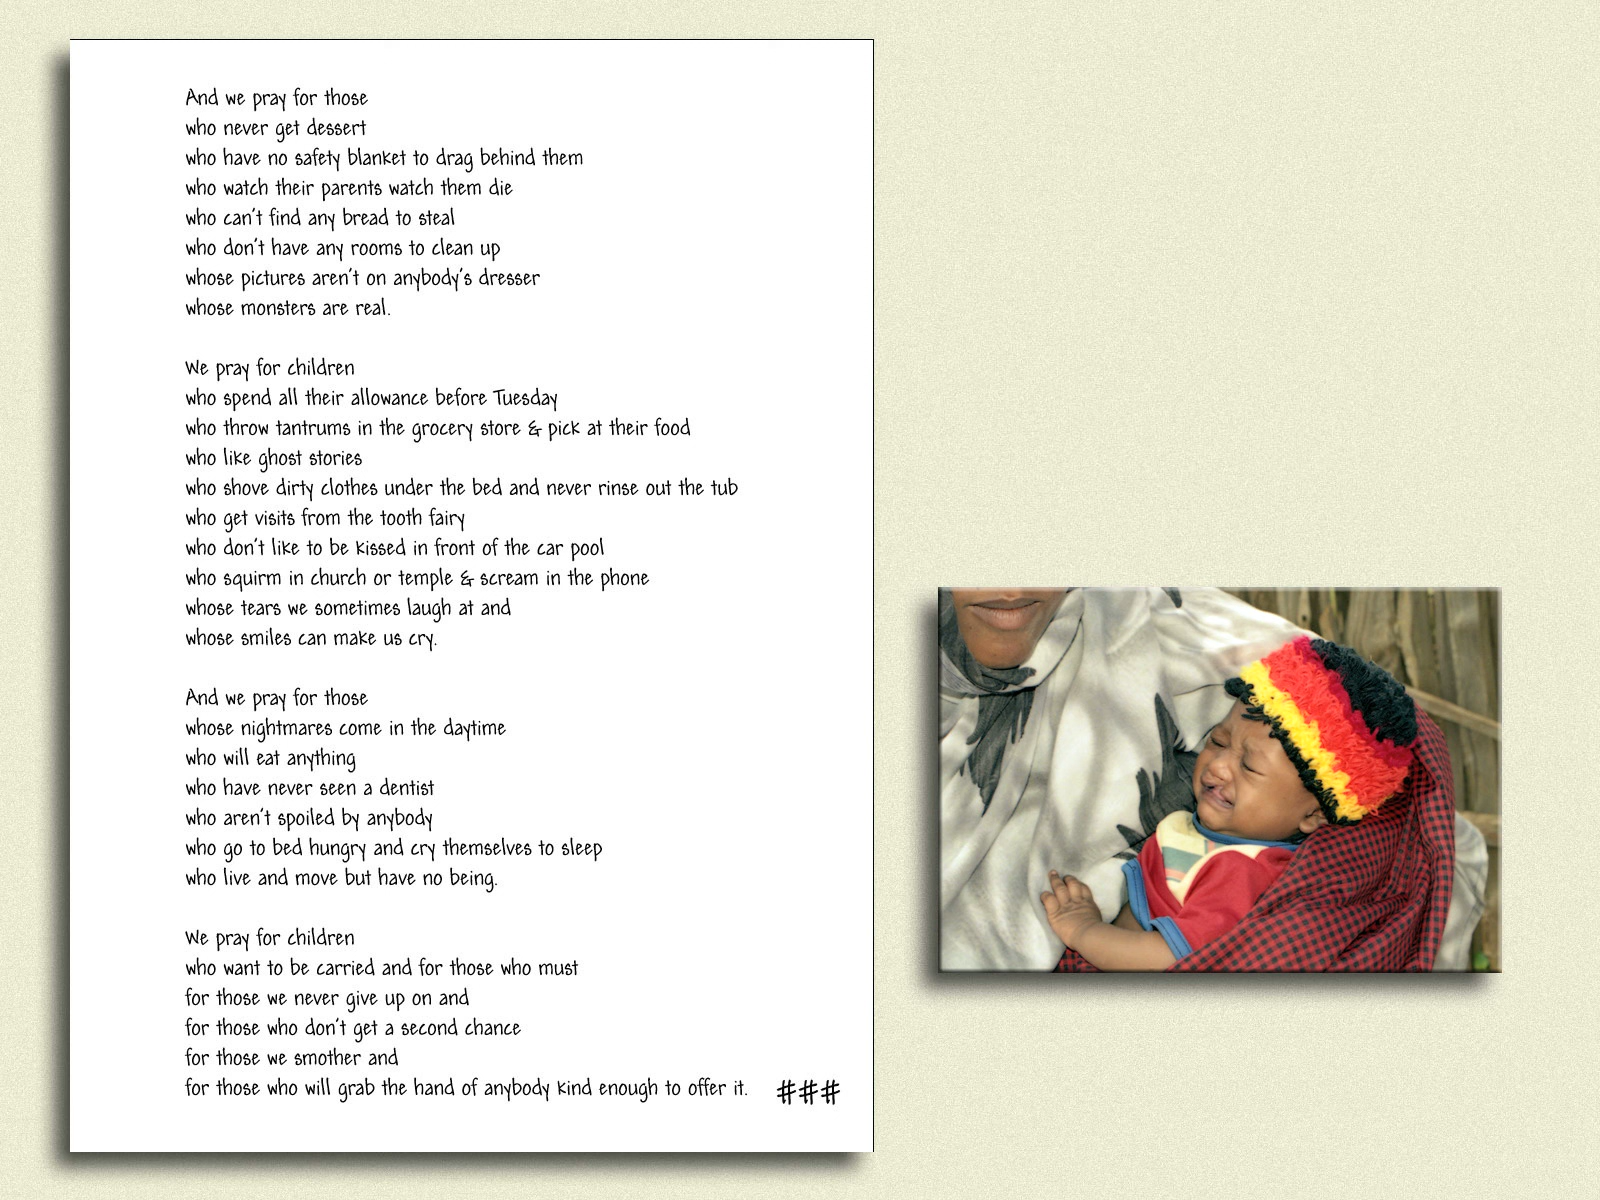 And we pray for those
who never get dessert
who have no safety blanket to drag behind them
who watch their parents watch them die
who can't find any bread to steal
who don't have any rooms to clean up
whose pictures aren't on anybody's dresser
whose monsters are real.
We pray for children
who spend all their allowance before Tuesday
who throw tantrums in the grocery store & pick at their food
who like ghost stories
who shove dirty clothes under the bed and never rinse out the tub
who get visits from the tooth fairy
who don't like to be kissed in front of the car pool
who squirm in church or temple & scream in the phone
whose tears we sometimes laugh at and
whose smiles can make us cry.
And we pray for those
whose nightmares come in the daytime
who will eat anything
who have never seen a dentist
who aren't spoiled by anybody
who go to bed hungry and cry themselves to sleep
who live and move but have no being.
We pray for children
who want to be carried and for those who must
for those we never give up on and
for those who don't get a second chance
for those we smother and
for those who will grab the hand of anybody kind enough to offer it. ###